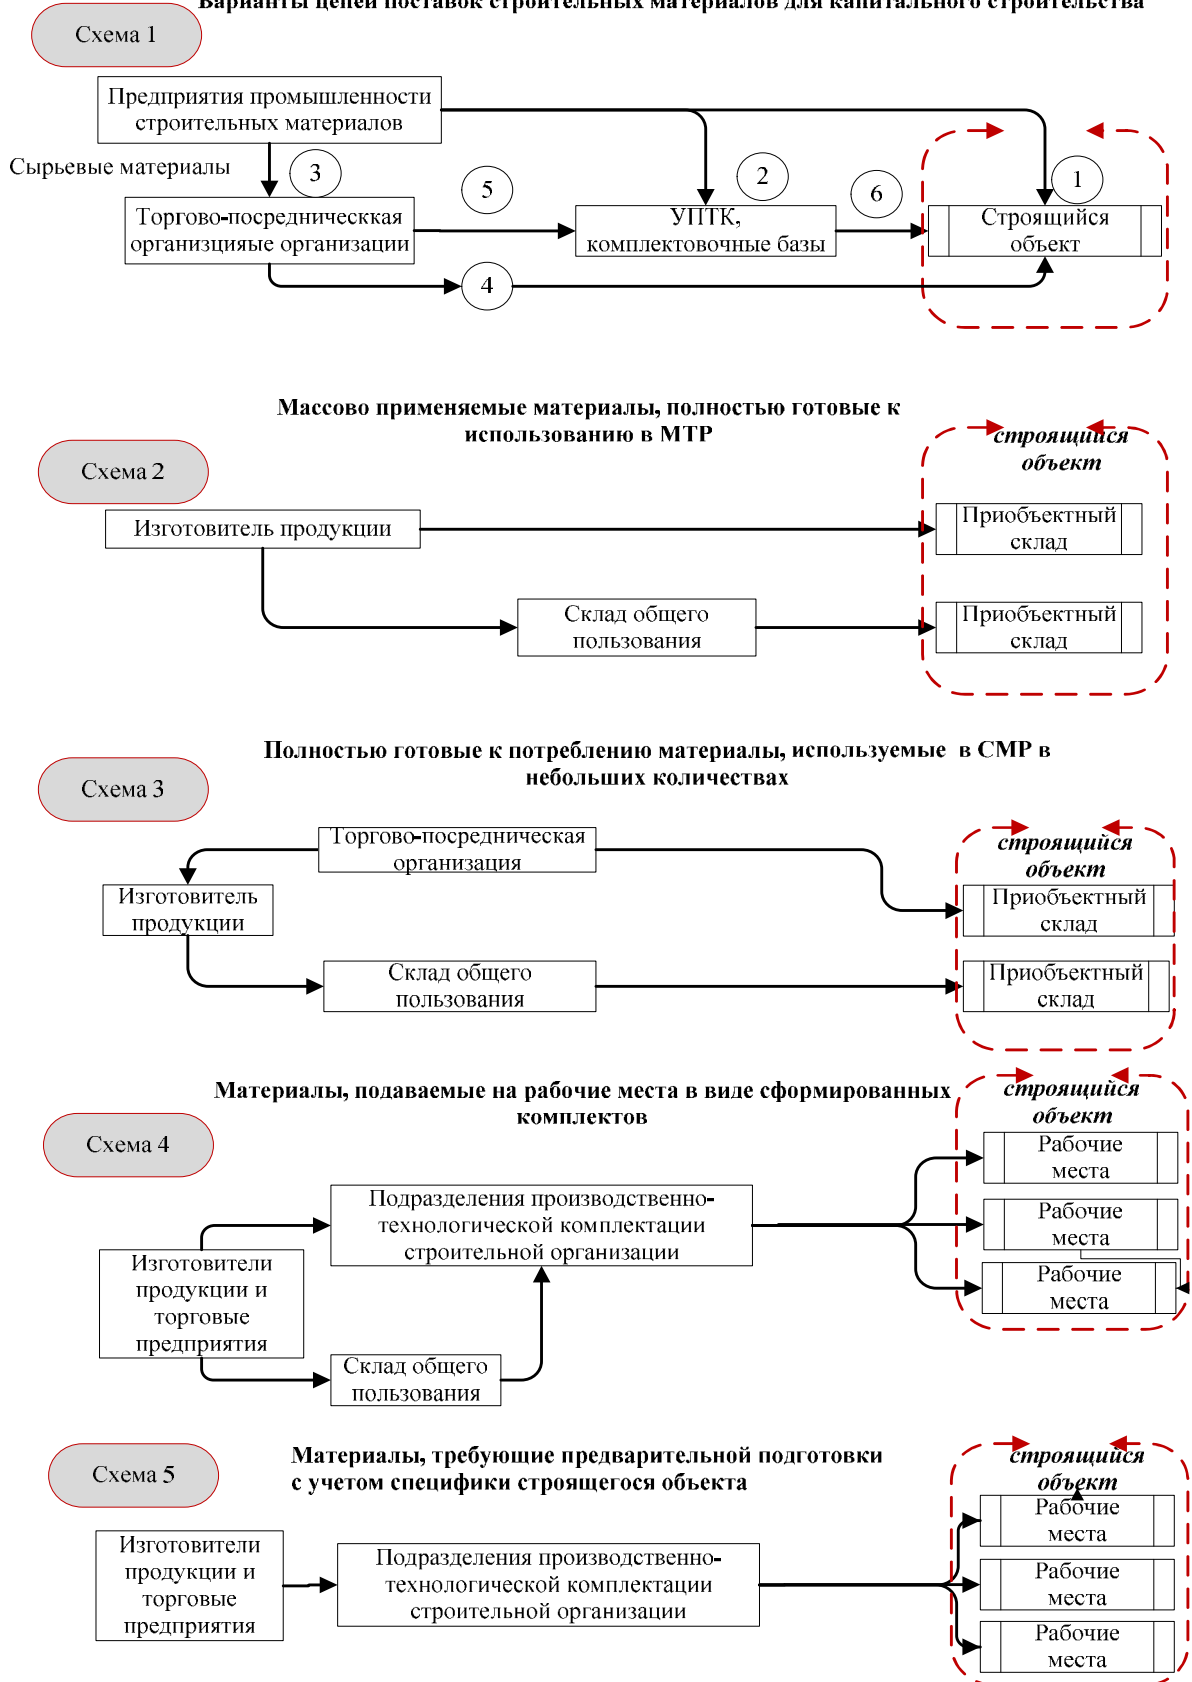 Варианты цепей поставок строительных материалов для капитального строительства
Схема 1
Предприятия промышленности
строительных материалов
Сырьевые материалы
3
5
2
6
1
Торгово-посредническкая
организцияые организации
УПТК,
комплектовочные базы
Строящийся
объект
4
Массово применяемые материалы, полностью готовые к
использованию в МТР
строящийся
объект
Схема 2
Изготовитель продукции
Приобъектный
склад
Склад общего
пользования
Приобъектный
склад
Полностью готовые к потреблению материалы, используемые в СМР в
небольших количествах
Схема 3
Торгово-посредническая
организация
строящийся
объект
Изготовитель
продукции
Приобъектный
склад
Склад общего
пользования
Приобъектный
склад
Материалы, подаваемые на рабочие места в виде сформированных
комплектов
строящийся
объект
Схема 4
Рабочие
места
Подразделения производственно-
технологической комплектации
строительной организации
Рабочие
места
Изготовители
продукции и
торговые
предприятия
Рабочие
места
Склад общего
пользования
Схема 5
Материалы, требующие предварительной подготовки
с учетом специфики строящегося объекта
строящийся
объект
Рабочие
места
Изготовители
продукции и
торговые
предприятия
Подразделения производственно-
технологической комплектации
строительной организации
Рабочие
места
Рабочие
места